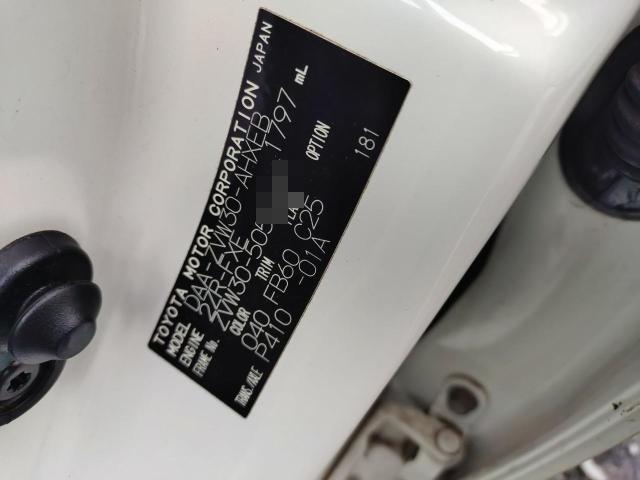 TOYOTA MOTOR CORPORATION JAPAN
MODEL DAA-ZVW30-AHXEB
ENGINE 2ZR-FXE 1797 mL
FRAME No. ZVW30-505
COLOR TRIM OPTION
040 FB60 C25 181
TRANS./AXLE P410 -01A